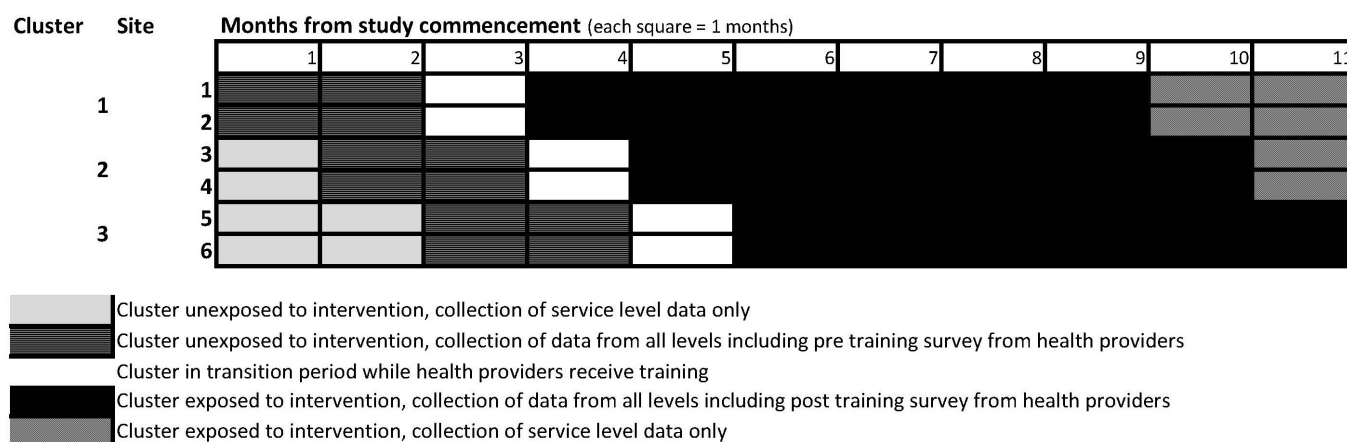 Cluster Site Months from study commencement (each square = 1 months)
1 2 3 4 5 6 7 8 9 10 11
1
1
2
2
3
4
3
5
6
Cluster unexposed to intervention, collection of service level data only
Cluster unexposed to intervention, collection of data from all levels including pre training survey from health providers
Cluster in transition period while health providers receive training
Cluster exposed to intervention, collection of data from all levels including post training survey from health providers
Cluster exposed to intervention, collection of service level data only